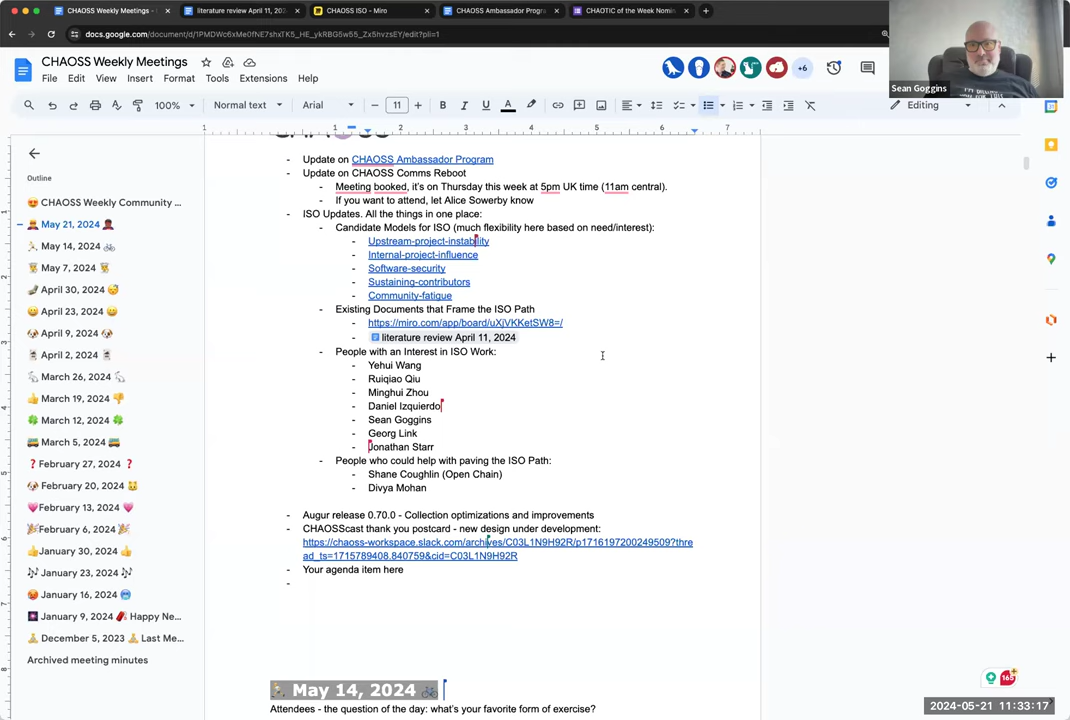 CHAOSS Weekly Meetings -
literature review April 11, 202
CHAOSS ISO - Miro
CHAOSS Ambassador Progra
CHAOTIC of the Week Nomin
docs.google.com/document/d/1PMDWc6xMe0fNE7shxTK5_HE_ykRBG5w55_Zx5hvzsEY/edit?pli=1
CHAOSS Weekly Meetings
File Edit View Insert Format Tools Extensions Help
+6
Sean Goggins
100% Normal text Arial 11 Editing
1 1 2 3 4 5 6 7
Outline
CHAOSS Weekly Community ...
May 21, 2024
May 14, 2024
May 7, 2024
April 30, 2024
April 23, 2024
April 9, 2024
April 2, 2024
March 26, 2024
March 19, 2024
March 12, 2024
March 5, 2024
February 27, 2024
February 20, 2024
February 13, 2024
February 6, 2024
January 30, 2024
January 23, 2024
January 16, 2024
January 9, 2024 Happy Ne...
December 5, 2023 Last Me...
Archived meeting minutes
- Update on CHAOSS Ambassador Program
- Update on CHAOSS Comms Reboot
- Meeting booked, it's on Thursday this week at 5pm UK time (11am central).
- If you want to attend, let Alice Sowerby know
- ISO Updates. All the things in one place:
- Candidate Models for ISO (much flexibility here based on need/interest):
- Upstream-project-instability
- Internal-project-influence
- Software-security
- Sustaining-contributors
- Community-fatigue
- Existing Documents that Frame the ISO Path
- https://miro.com/app/board/uXjVKKetSW8=/
- literature review April 11, 2024
- People with an Interest in ISO Work:
- Yehui Wang
- Ruiqiao Qiu
- Minghui Zhou
- Daniel Izquierdo
- Sean Goggins
- Georg Link
- Jonathan Starr
- People who could help with paving the ISO Path:
- Shane Coughlin (Open Chain)
- Divya Mohan
- Augur release 0.70.0 - Collection optimizations and improvements
- CHAOSScast thank you postcard - new design under development:
https://chaoss-workspace.slack.com/archives/C03L1N9H92R/p1716197200249509?thre
ad_ts=1715789408.840759&cid=C03L1N9H92R
- Your agenda item here
-
May 14, 2024
Attendees - the question of the day: what's your favorite form of exercise?
165
2024-05-21 11:33:17